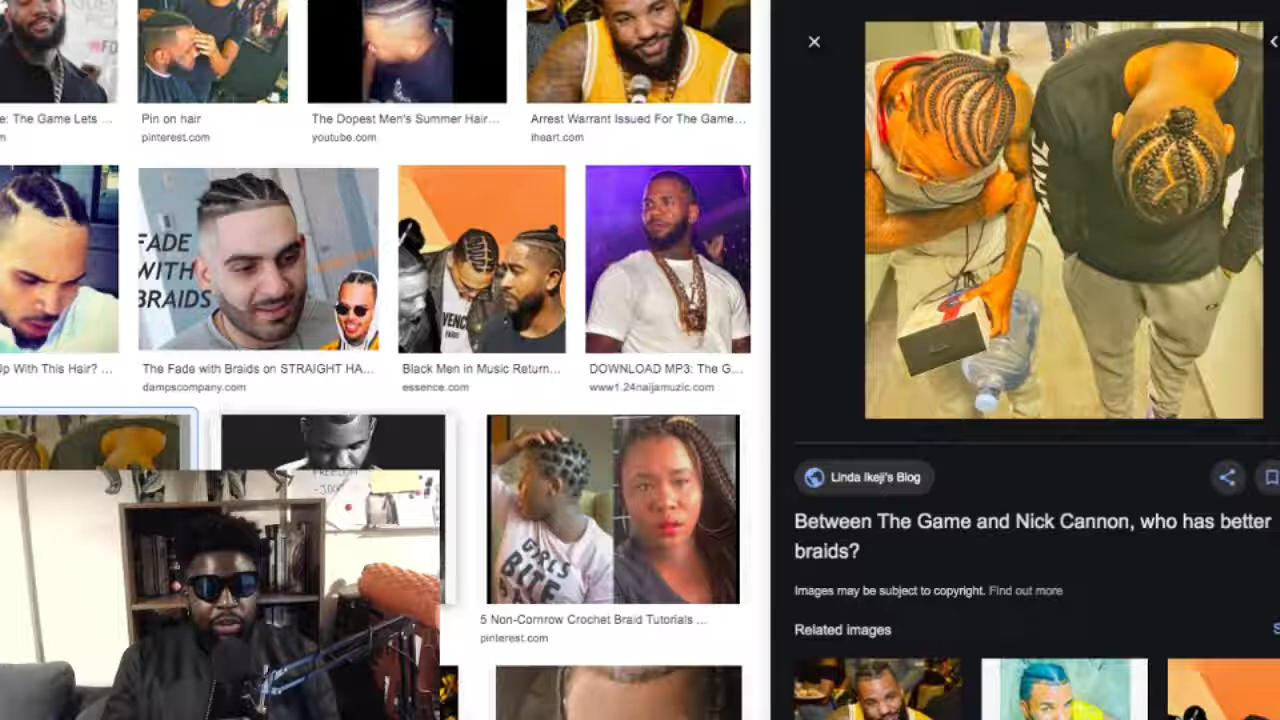 e: The Game Lets ...
m
Pin on hair
pinterest.com
The Dopest Men's Summer Hair...
youtube.com
Arrest Warrant Issued For The Game...
iheart.com
FADE
WITH
BRAIDS
Up With This Hair? ...
The Fade with Braids on STRAIGHT HA...
dampscompany.com
Black Men in Music Return...
essence.com
DOWNLOAD MP3: The G...
www1.24naijamuzic.com
FREEDOM
GIRLS
BITE
5 Non-Cornrow Crochet Braid Tutorials ...
pinterest.com
Linda Ikeji's Blog
Between The Game and Nick Cannon, who has better
braids?
Images may be subject to copyright. Find out more
Related images
S